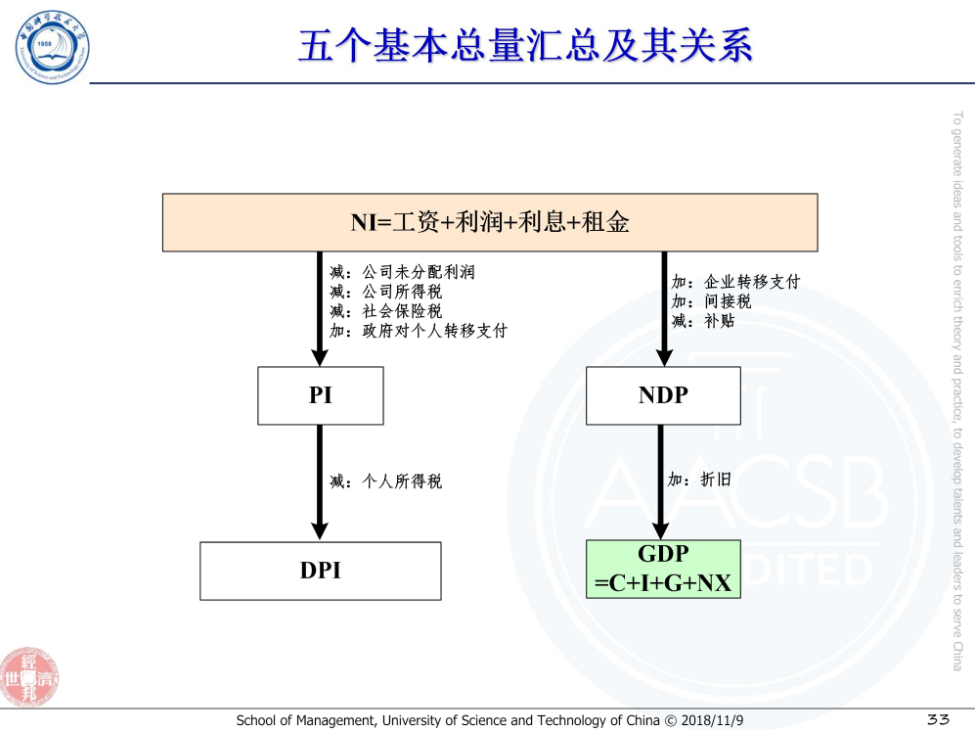 五个基本总量汇总及其关系
1958
NI=工资+利润+利息+租金
减：公司未分配利润
减：公司所得税
减：社会保险税
加：政府对个人转移支付
加：企业转移支付
加：间接税
减：补贴
PI
NDP
减：个人所得税
加：折旧
DPI
GDP
=C+I+G+NX
AACSB
ACCREDITED
To generate ideas and tools to enrich theory and practice, to develop talents and leaders to serve China
經世濟邦
School of Management, University of Science and Technology of China © 2018/11/9
33